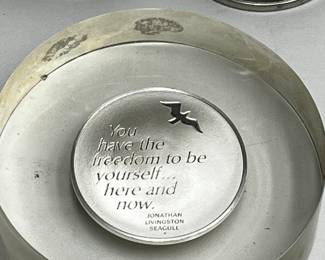 You
have the
freedom to be
yourself...
here and
now.
JONATHAN
LIVINGSTON
SEAGULL